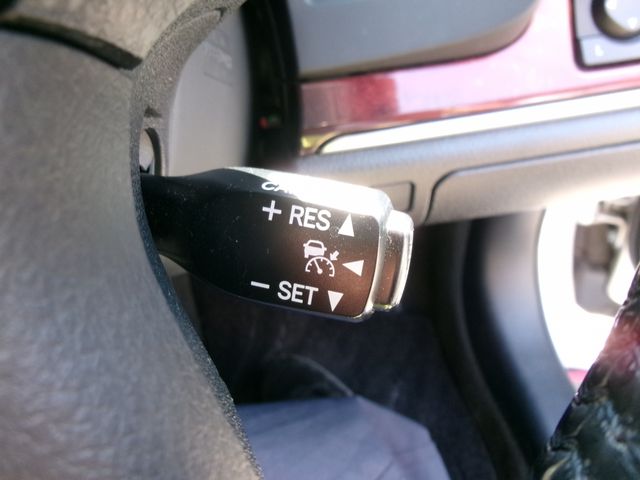 + RES
- SET